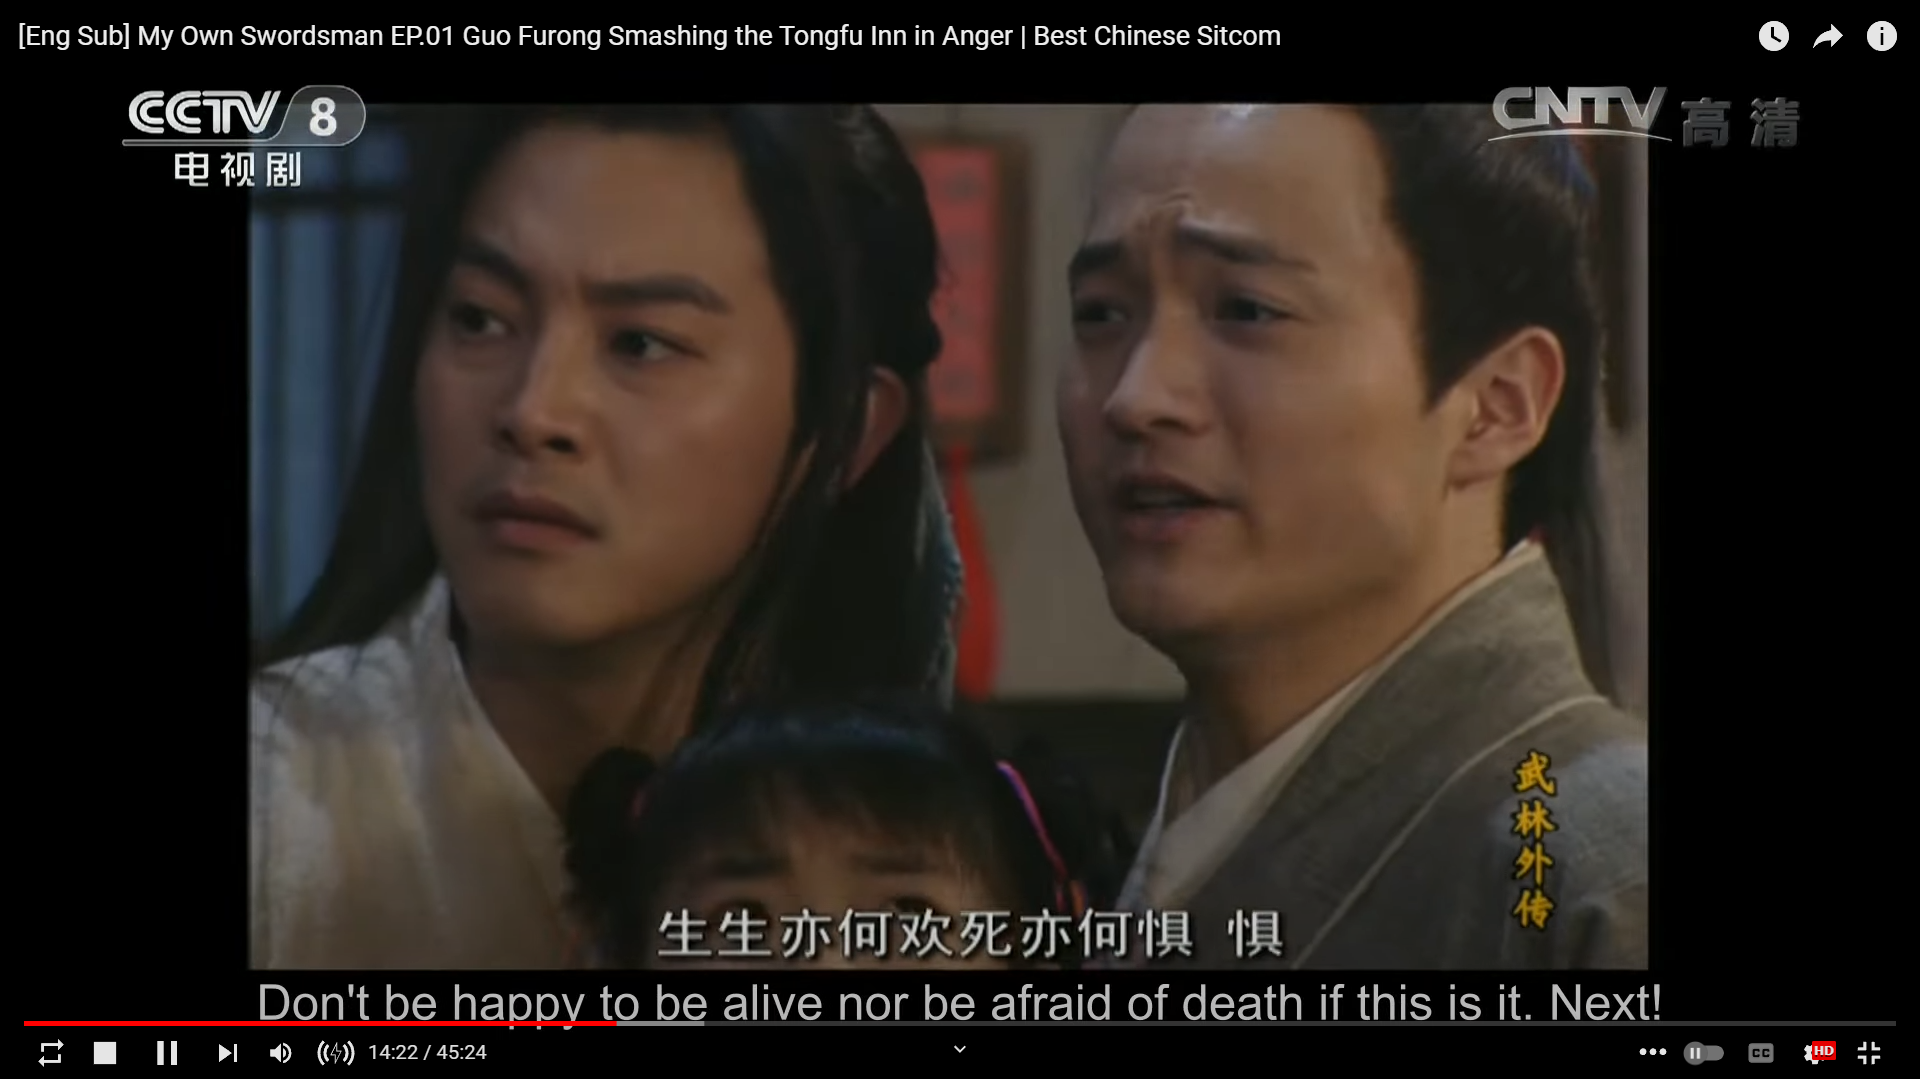 [Eng Sub] My Own Swordsman EP.01 Guo Furong Smashing the Tongfu Inn in Anger | Best Chinese Sitcom
CCTV 8
电视剧
CNTV 高清
武林外传
生生亦何欢死亦何惧 惧
Don't be happy to be alive nor be afraid of death if this is it. Next!
14:22 / 45:24
CC
HD